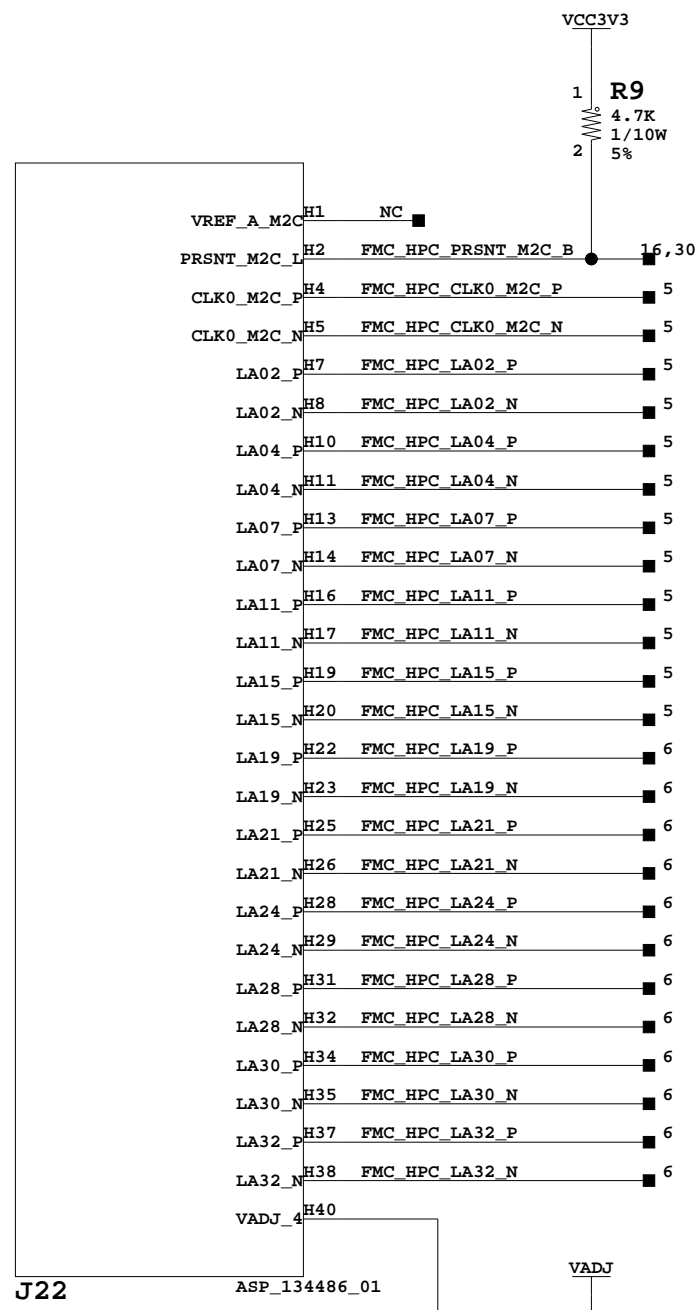 VCC3V3
1 R9
4.7K
1/10W
2 5%
VREF_A_M2C H1 NC
PRSNT_M2C_L H2 FMC_HPC_PRSNT_M2C_B 16,30
CLK0_M2C_P H4 FMC_HPC_CLK0_M2C_P 5
CLK0_M2C_N H5 FMC_HPC_CLK0_M2C_N 5
LA02_P H7 FMC_HPC_LA02_P 5
LA02_N H8 FMC_HPC_LA02_N 5
LA04_P H10 FMC_HPC_LA04_P 5
LA04_N H11 FMC_HPC_LA04_N 5
LA07_P H13 FMC_HPC_LA07_P 5
LA07_N H14 FMC_HPC_LA07_N 5
LA11_P H16 FMC_HPC_LA11_P 5
LA11_N H17 FMC_HPC_LA11_N 5
LA15_P H19 FMC_HPC_LA15_P 5
LA15_N H20 FMC_HPC_LA15_N 5
LA19_P H22 FMC_HPC_LA19_P 6
LA19_N H23 FMC_HPC_LA19_N 6
LA21_P H25 FMC_HPC_LA21_P 6
LA21_N H26 FMC_HPC_LA21_N 6
LA24_P H28 FMC_HPC_LA24_P 6
LA24_N H29 FMC_HPC_LA24_N 6
LA28_P H31 FMC_HPC_LA28_P 6
LA28_N H32 FMC_HPC_LA28_N 6
LA30_P H34 FMC_HPC_LA30_P 6
LA30_N H35 FMC_HPC_LA30_N 6
LA32_P H37 FMC_HPC_LA32_P 6
LA32_N H38 FMC_HPC_LA32_N 6
VADJ_4 H40
VADJ
J22 ASP_134486_01